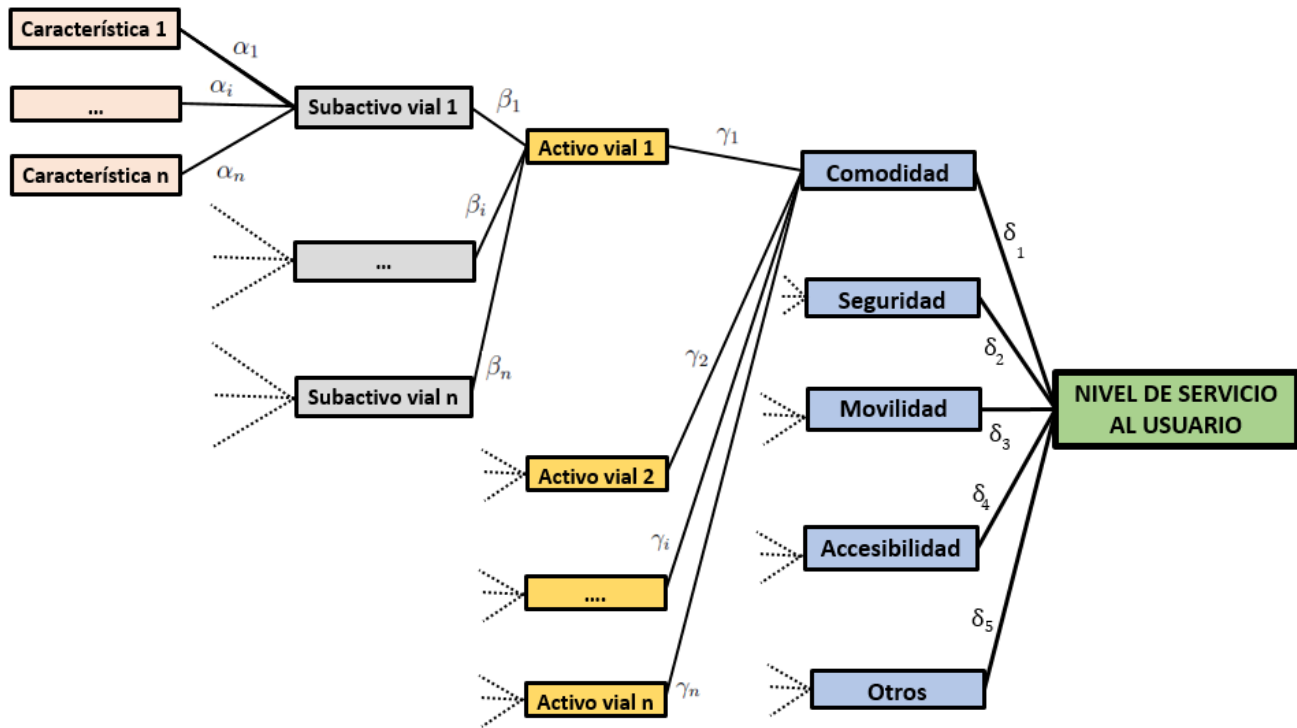 Característica 1
α1
...
αi
Característica n
αn
Subactivo vial 1
β1
...
βi
Subactivo vial n
βn
Activo vial 1
γ1
Activo vial 2
γ2
....
γi
Activo vial n
γn
Comodidad
δ1
Seguridad
δ2
Movilidad
δ3
Accesibilidad
δ4
Otros
δ5
NIVEL DE SERVICIO
AL USUARIO